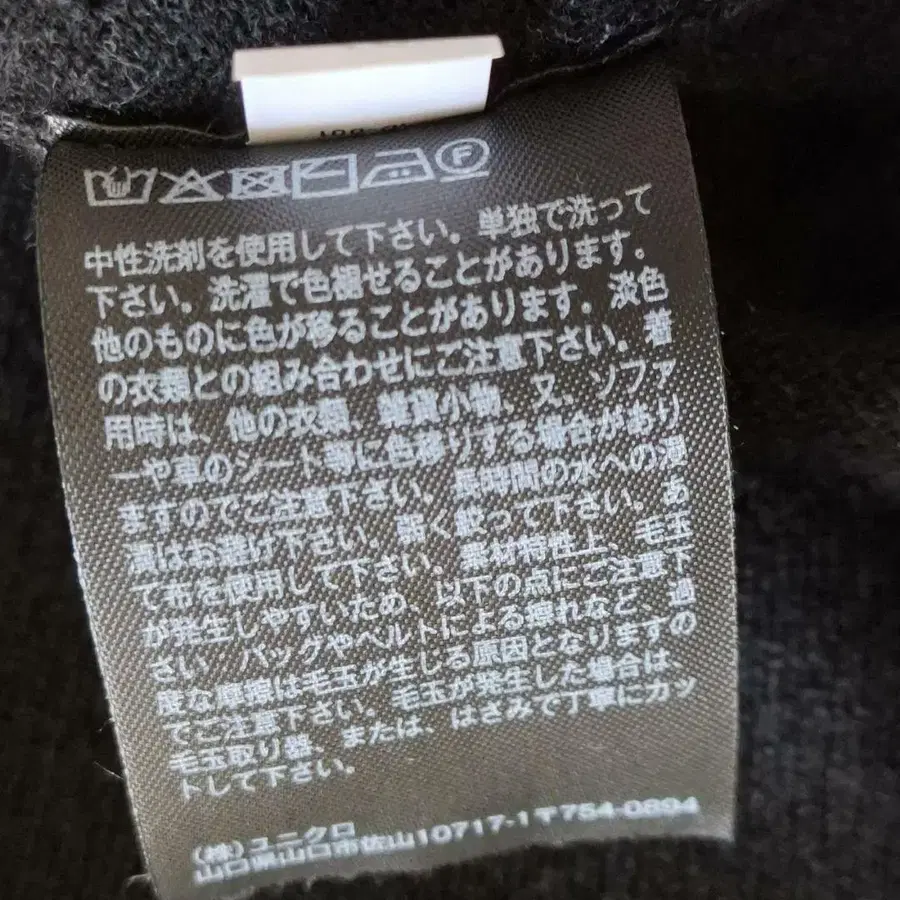 F
中性洗剤を使用して下さい。単独で洗って
下さい。洗濯で色褪せることがあります。
他のものに色が移ることがあります。淡色
の衣類との組み合わせにご注意下さい。着
用時は、他の衣類、雑貨小物、又、ソファ
ーや車のシート等に色移りする場合があり
ますのでご注意下さい。長時間の水への浸
漬はお避け下さい。軽く絞って下さい。あ
て布を使用して下さい。素材特性上、毛玉
が発生しやすいため、以下の点にご注意下
さい バッグやベルトによる擦れなど、過
度な摩擦は毛玉が生じる原因となりますの
でご注意下さい。毛玉が発生した場合は、
毛玉取り器、または、はさみで丁寧にカッ
トして下さい。
(株)ユニクロ
山口県山口市佐山10717-1〒754-0894